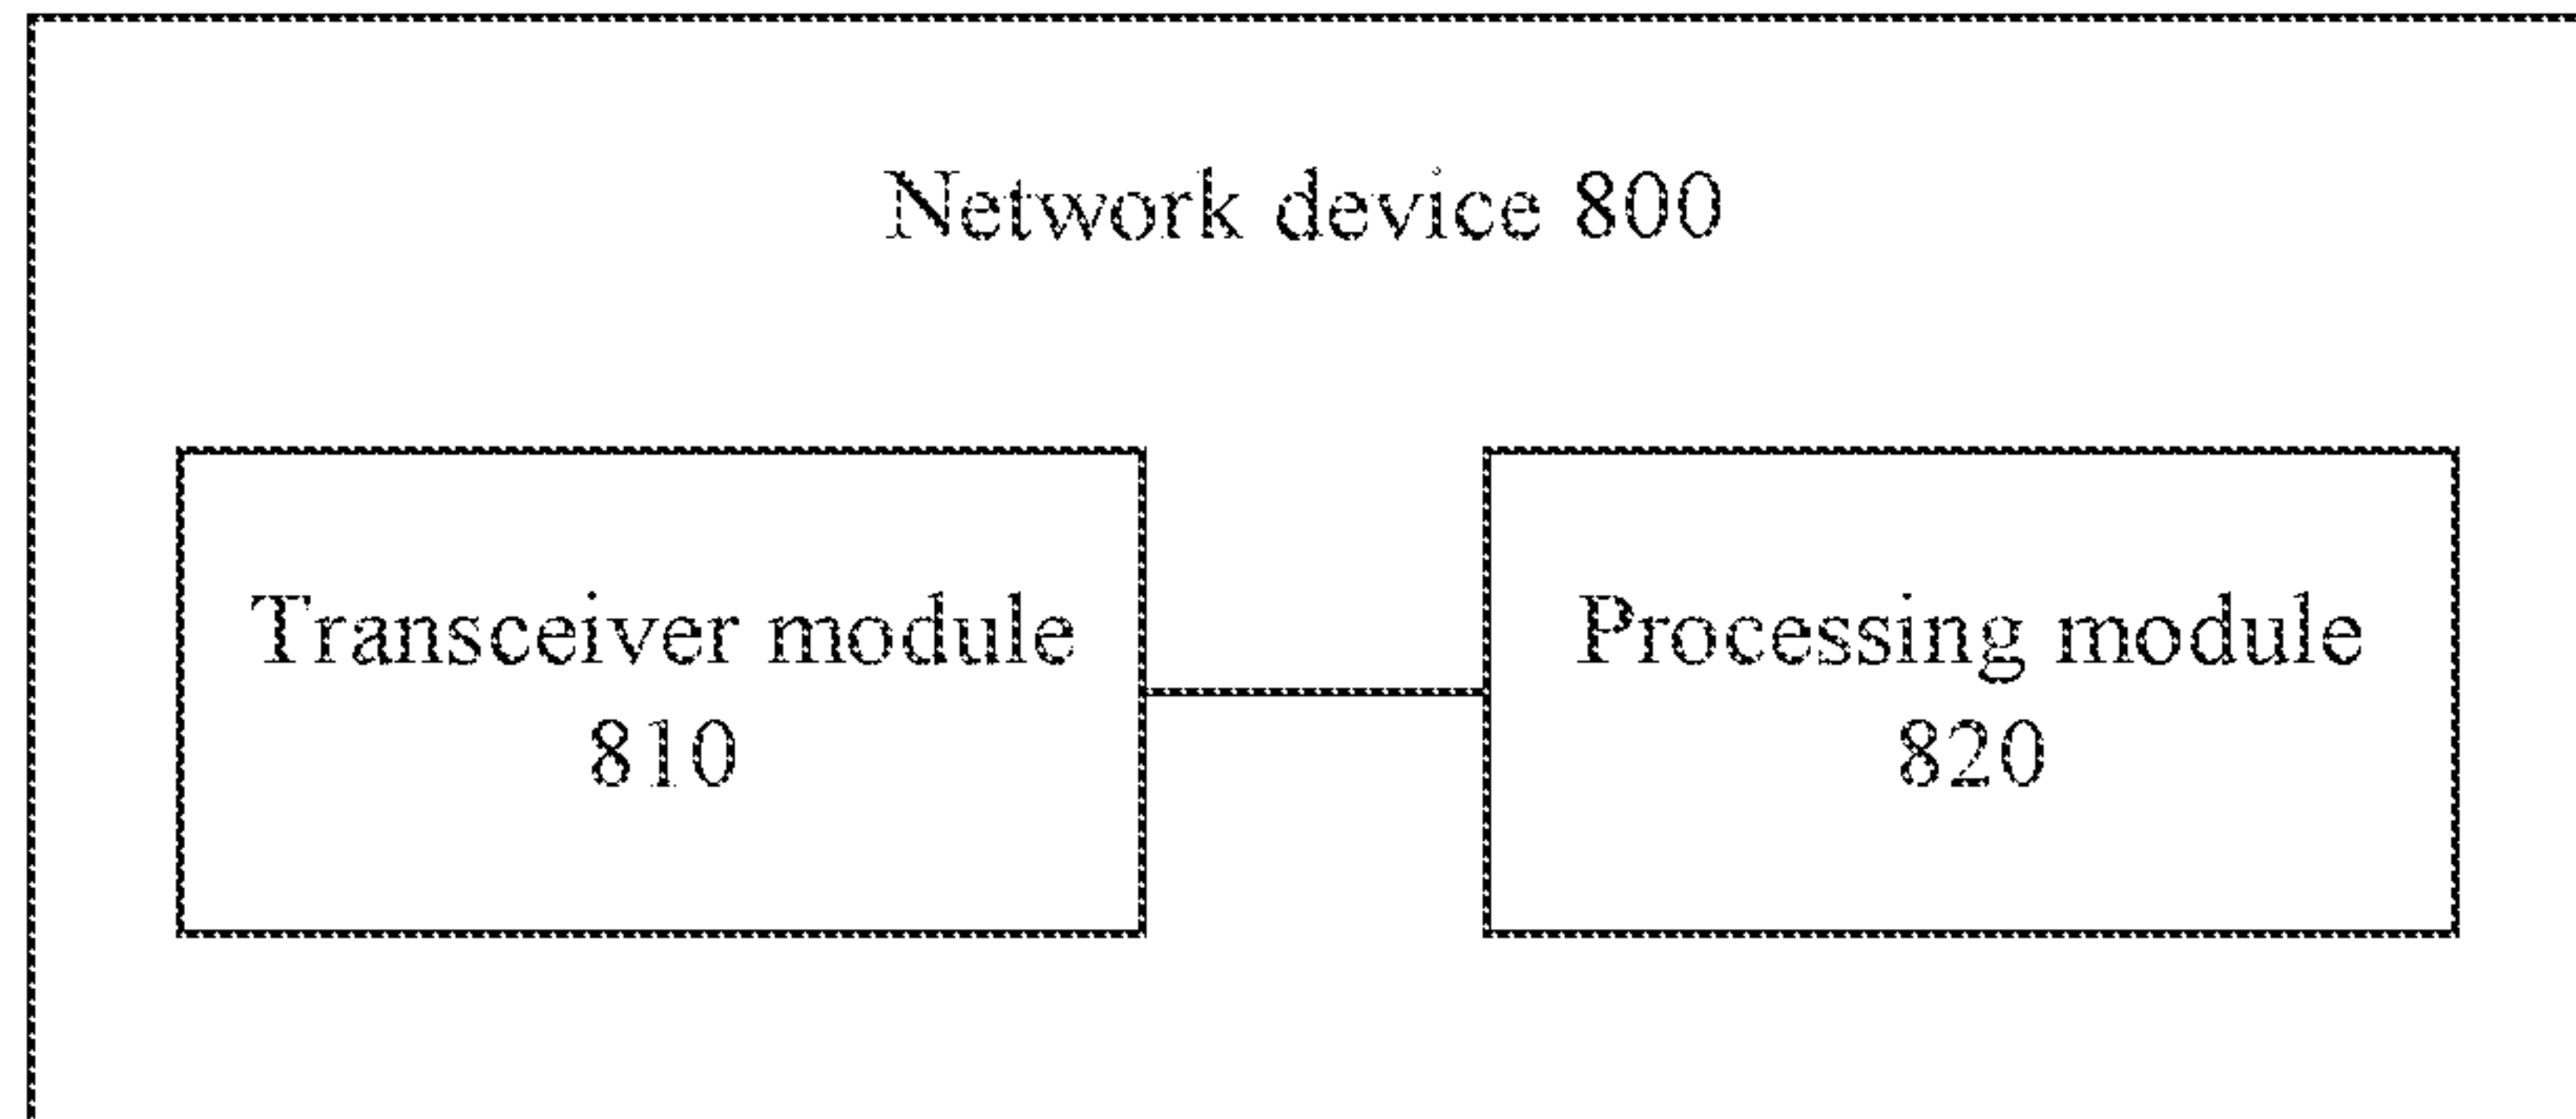 Network device 800
Transceiver module
810
Processing module
820